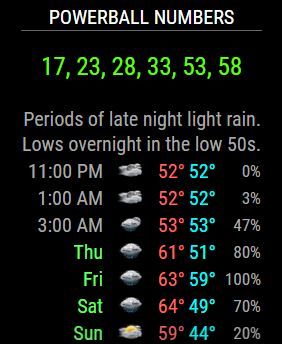 POWERBALL NUMBERS
17, 23, 28, 33, 53, 58
Periods of late night light rain.
Lows overnight in the low 50s.
11:00 PM 52° 52° 0%
1:00 AM 52° 52° 3%
3:00 AM 53° 53° 47%
Thu 61° 51° 80%
Fri 63° 59° 100%
Sat 64° 49° 70%
Sun 59° 44° 20%